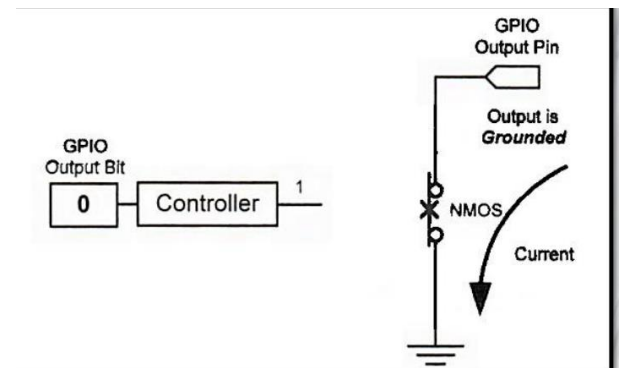 GPIO
Output Bit
0
Controller
1
GPIO
Output Pin
Output is
Grounded
NMOS
Current